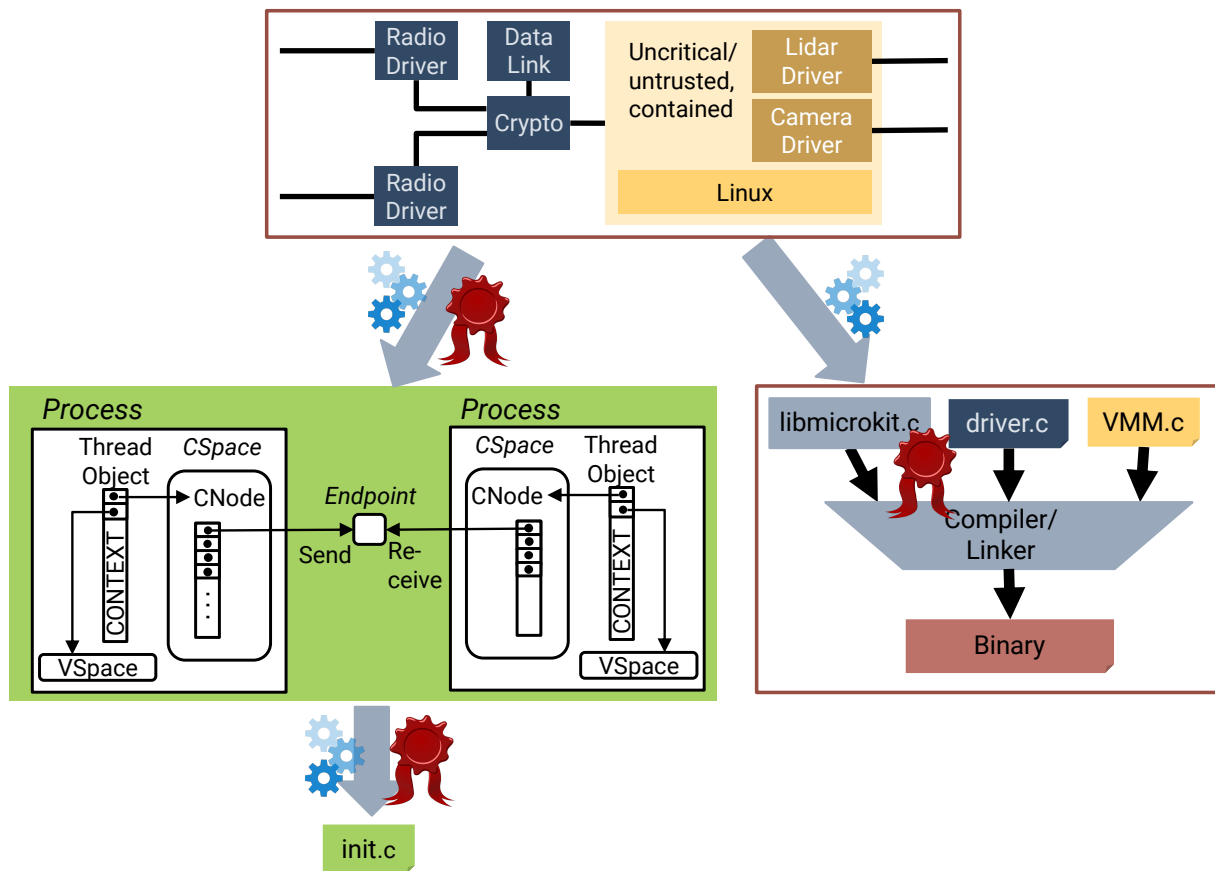 Radio
Driver
Data
Link
Crypto
Radio
Driver
Uncritical/
untrusted,
contained
Lidar
Driver
Camera
Driver
Linux
Process
Thread
Object
CSpace
CNode
CONTEXT
. . . .
VSpace
Endpoint
Send
Re-
ceive
Process
CSpace
Thread
Object
CNode
CONTEXT
VSpace
libmicrokit.c
driver.c
VMM.c
Compiler/
Linker
Binary
init.c